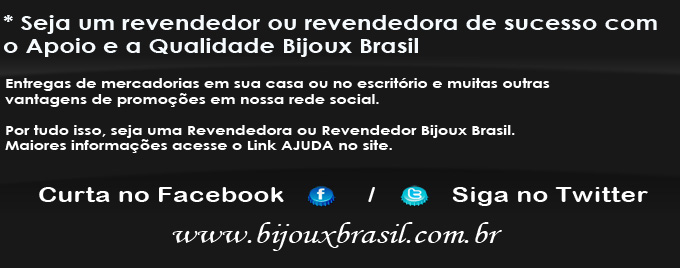 * Seja um revendedor ou revendedora de sucesso com
o Apoio e a Qualidade Bijoux Brasil
Entregas de mercadorias em sua casa ou no escritório e muitas outras
vantagens de promoções em nossa rede social.
Por tudo isso, seja uma Revendedora ou Revendedor Bijoux Brasil.
Maiores informações acesse o Link AJUDA no site.
Curta no Facebook f / t Siga no Twitter
www.bijouxbrasil.com.br